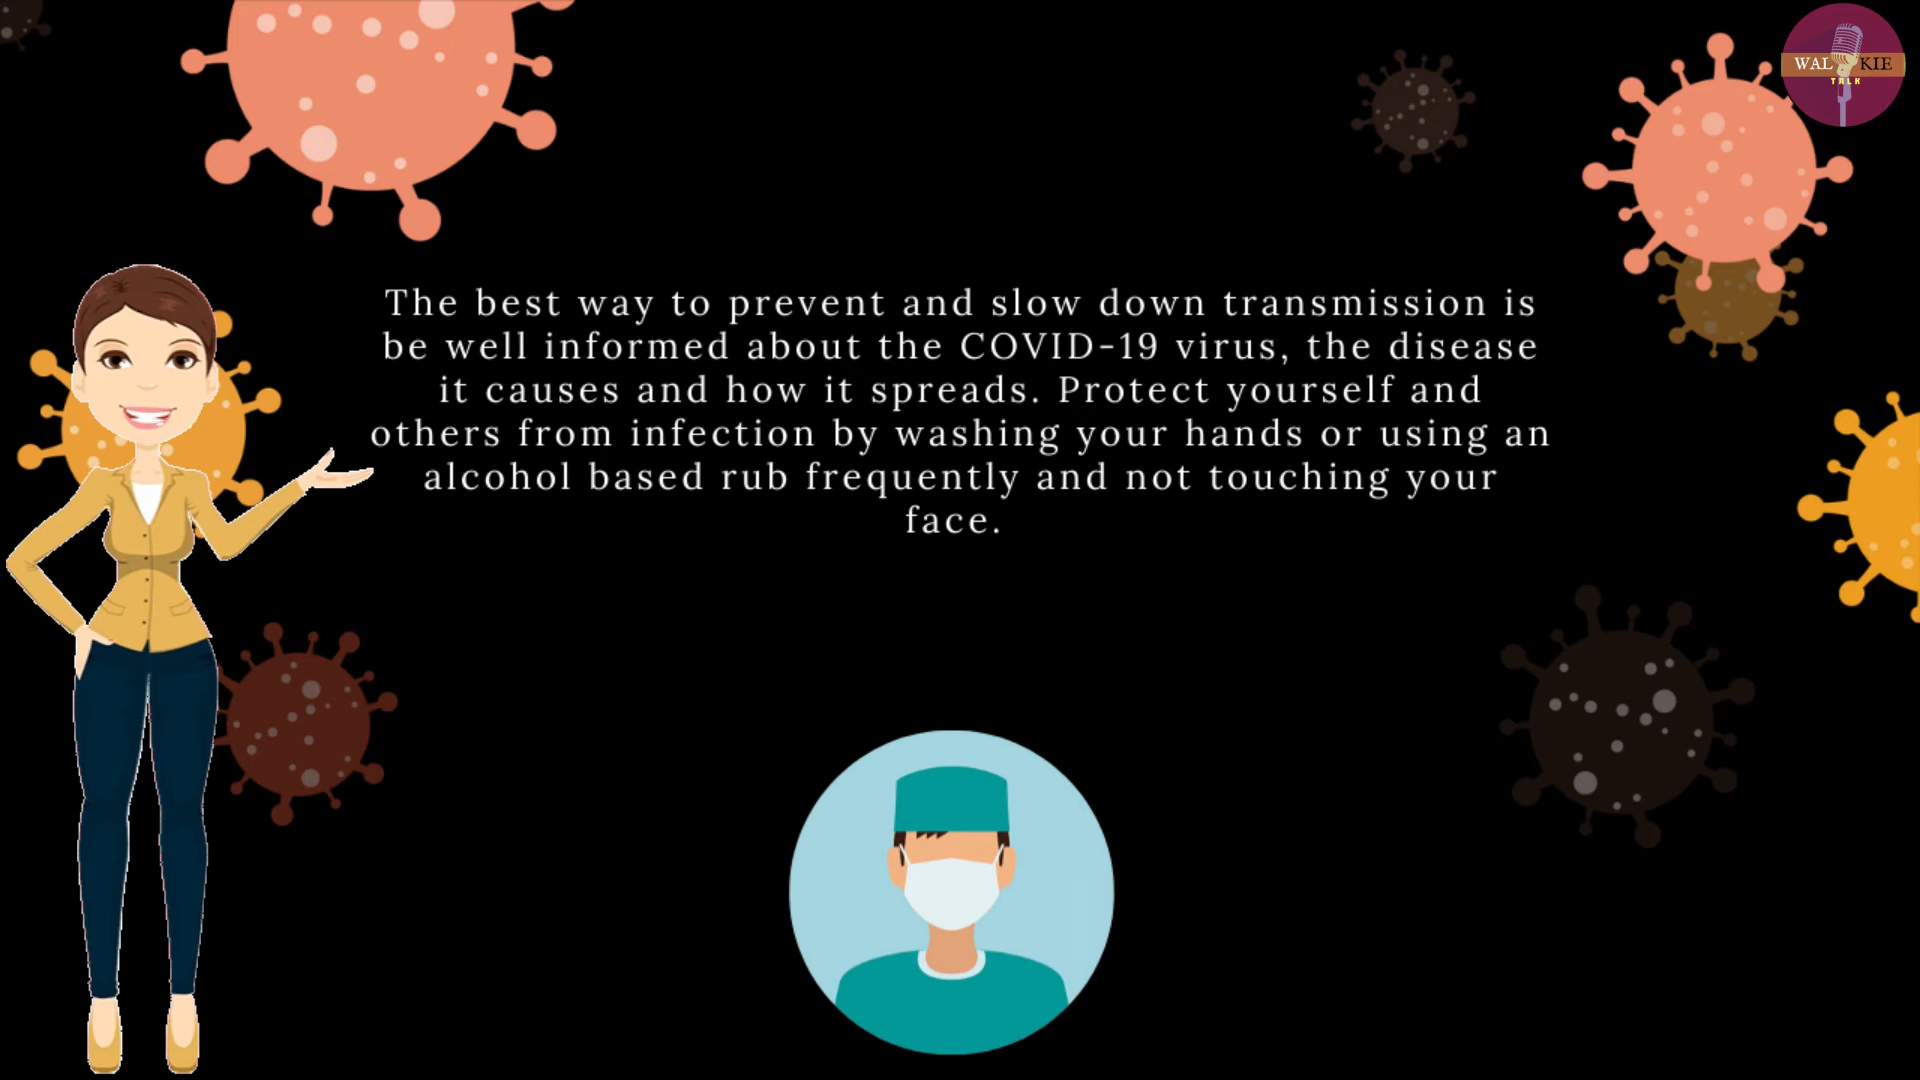 WAL KIE
TALK
The best way to prevent and slow down transmission is
be well informed about the COVID-19 virus, the disease
it causes and how it spreads. Protect yourself and
others from infection by washing your hands or using an
alcohol based rub frequently and not touching your
face.